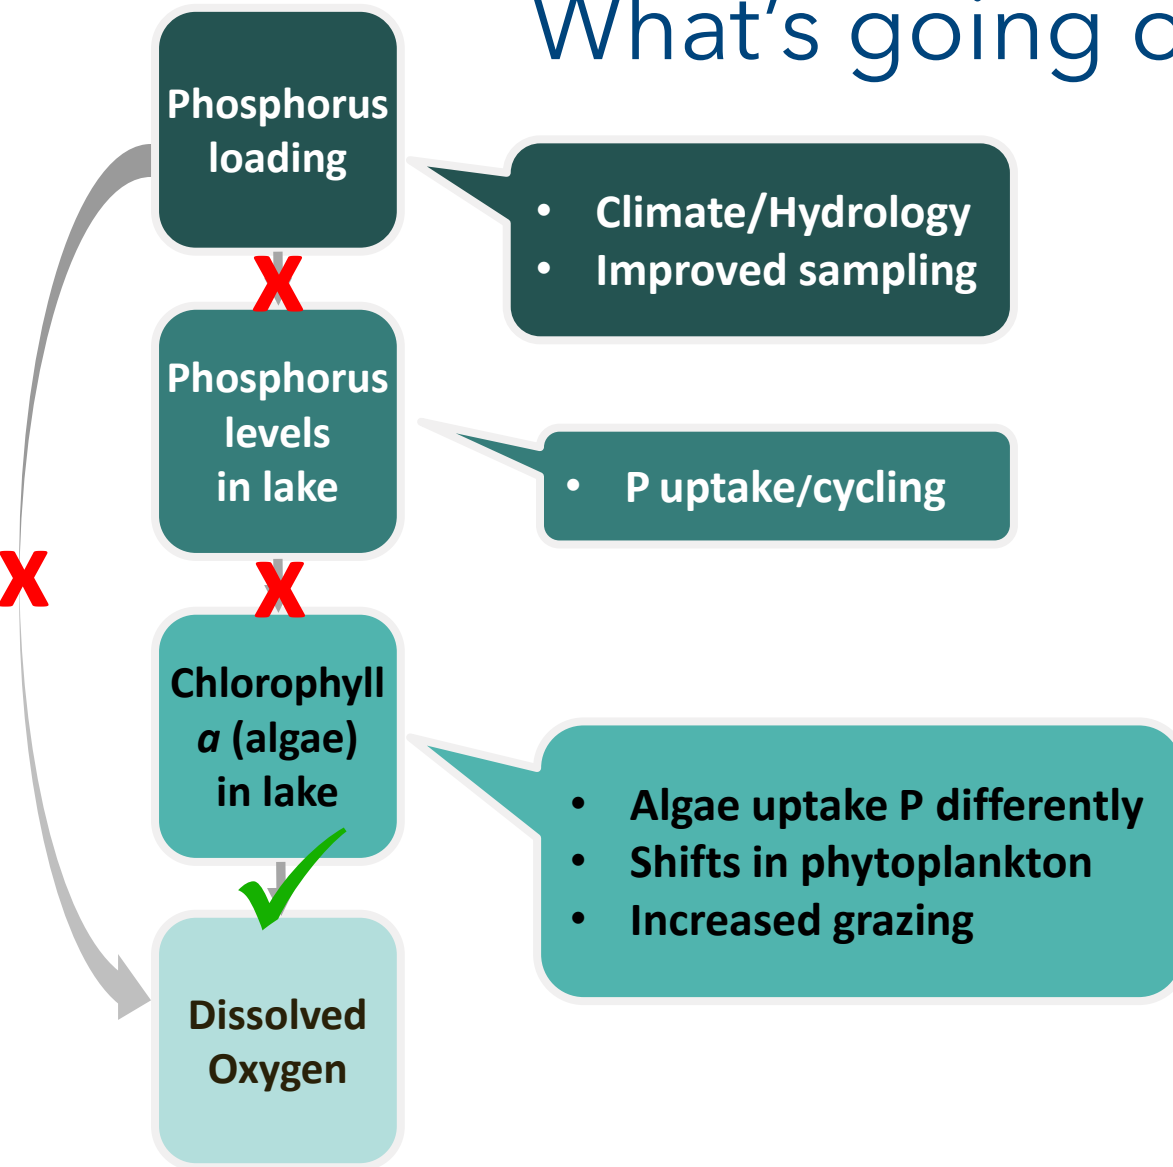 What's going o
Phosphorus
loading
• Climate/Hydrology
• Improved sampling
X
Phosphorus
levels
in lake
• P uptake/cycling
X
X
Chlorophyll
a (algae)
in lake
• Algae uptake P differently
• Shifts in phytoplankton
• Increased grazing
Dissolved
Oxygen